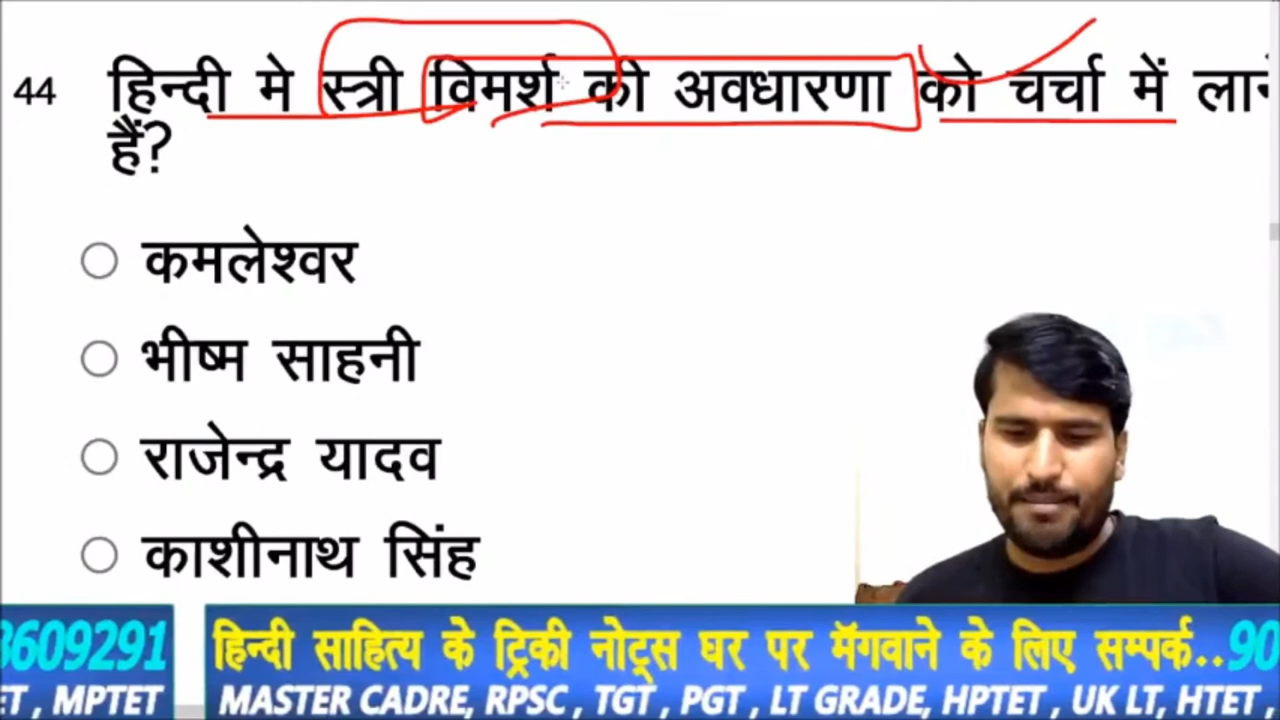 44 हिन्दी मे स्त्री विमर्श की अवधारणा को चर्चा में
हैं?
कमलेश्वर
भीष्म साहनी
राजेन्द्र यादव
काशीनाथ सिंह
8609291 हिन्दी साहित्य के ट्रिकी नोट्स घर पर मॅगवाने के लिए सम्पर्क..90
ET , MPTET MASTER CADRE, RPSC , TGT , PGT , LT GRADE, HPTET , UK LT, HTET ,